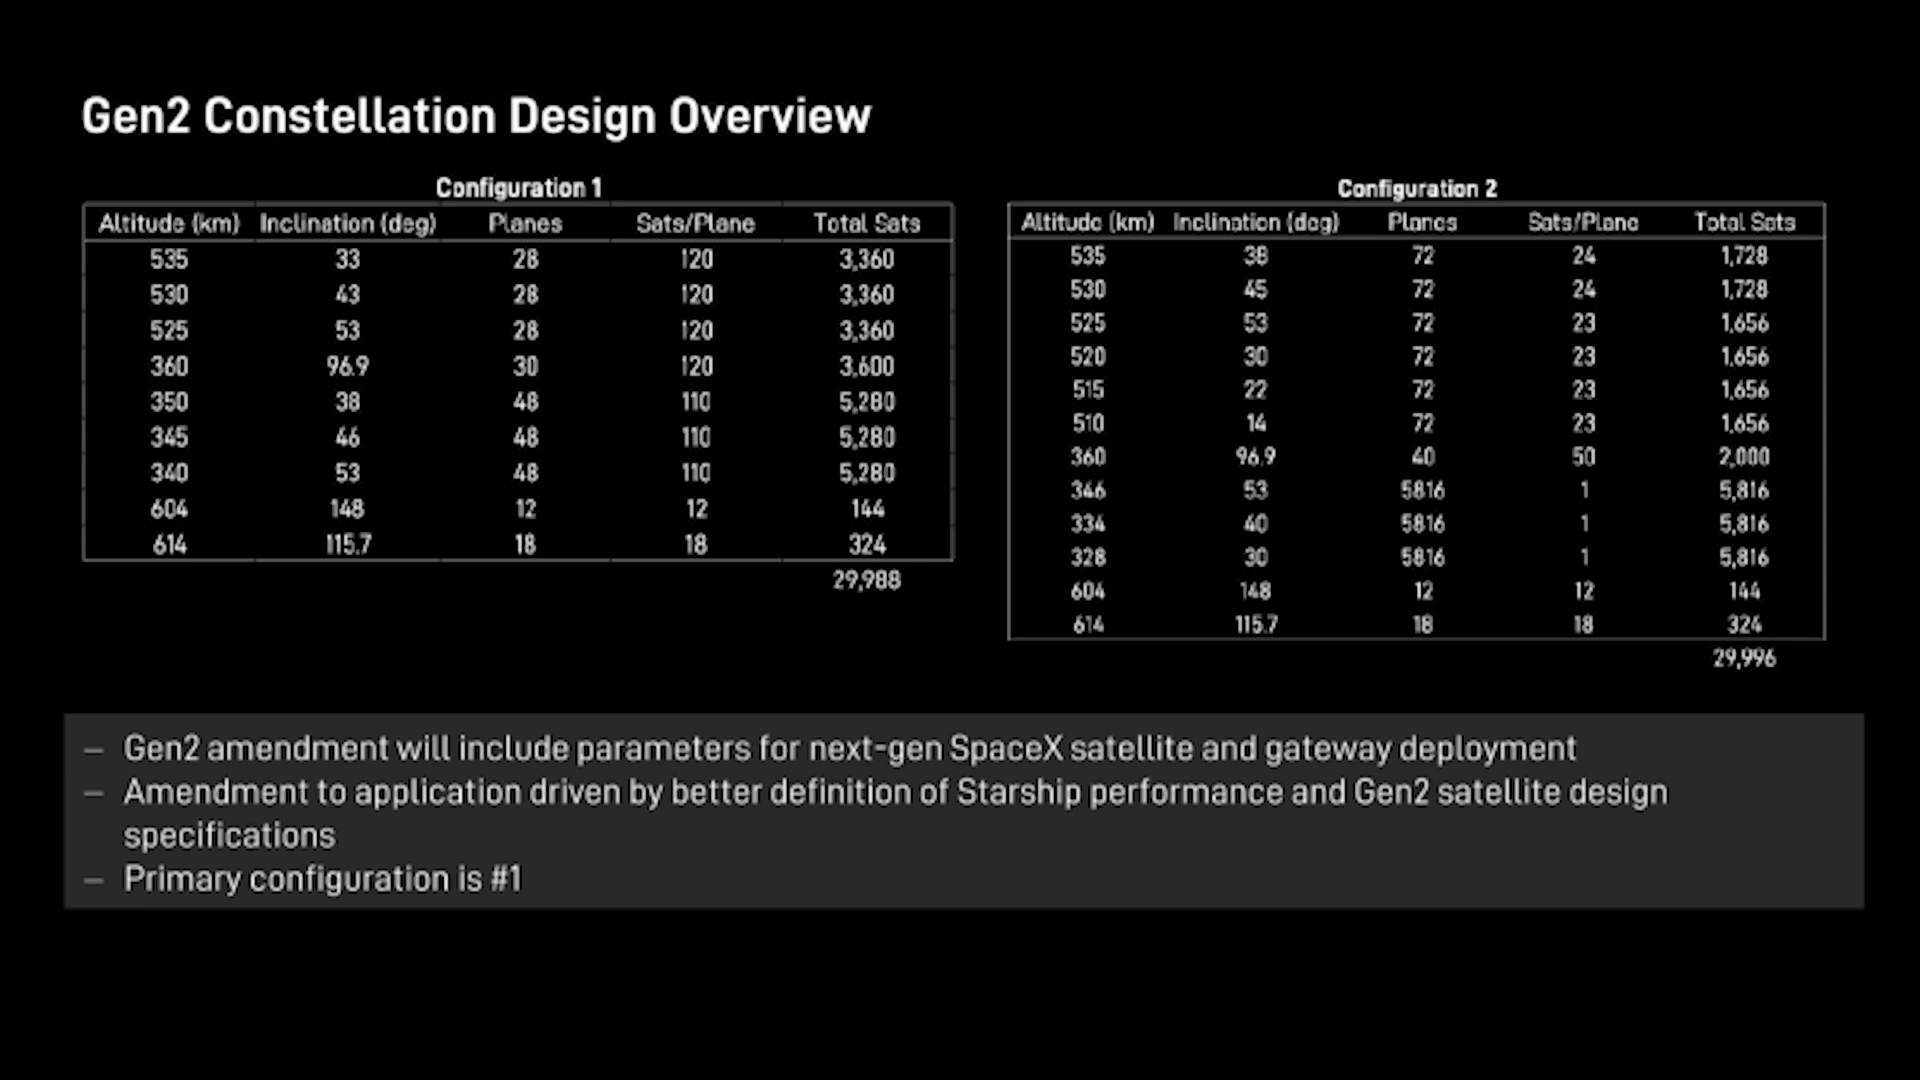 Gen2 Constellation Design Overview
Configuration 1
Altitude (km) Inclination (deg) Planes Sats/Plane Total Sats
535 33 28 120 3,360
530 43 28 120 3,360
525 53 28 120 3,360
360 96.9 30 120 3,600
350 38 48 110 5,280
345 46 48 110 5,280
340 53 48 110 5,280
604 148 12 12 144
614 115.7 18 18 324
29,988
Configuration 2
Altitude (km) Inclination (deg) Planes Sats/Plane Total Sats
535 38 72 24 1,728
530 45 72 24 1,728
525 53 72 23 1,656
520 30 72 23 1,656
515 22 72 23 1,656
510 14 72 23 1,656
360 96.9 40 50 2,000
346 53 5816 1 5,816
334 40 5816 1 5,816
328 30 5816 1 5,816
604 148 12 12 144
614 115.7 18 18 324
29,996
– Gen2 amendment will include parameters for next-gen SpaceX satellite and gateway deployment
– Amendment to application driven by better definition of Starship performance and Gen2 satellite design
specifications
– Primary configuration is #1